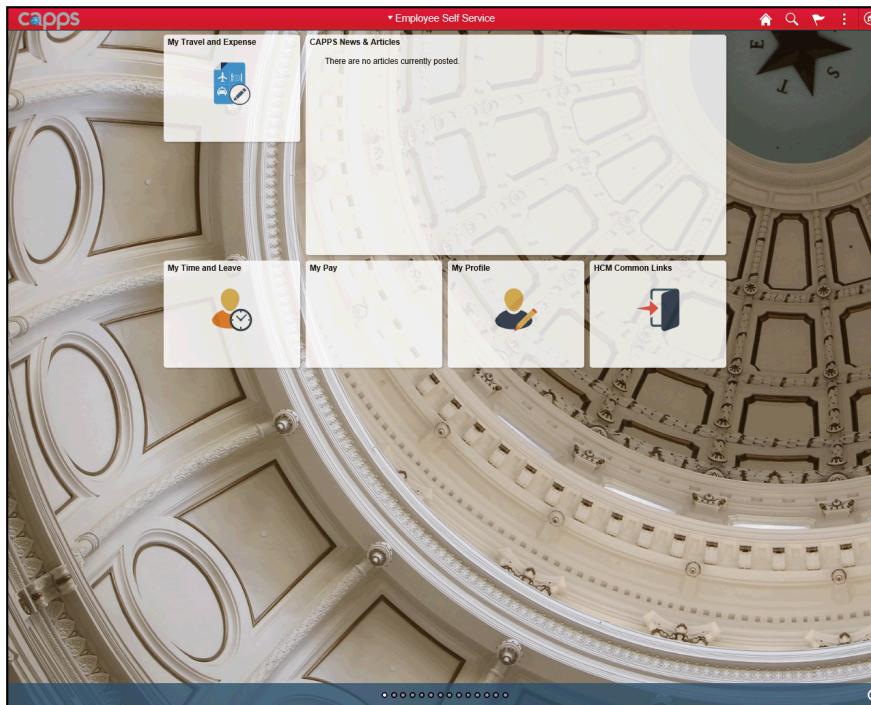 capps
▾ Employee Self Service
My Travel and Expense
CAPPS News & Articles
There are no articles currently posted.
E
T
S
My Time and Leave
My Pay
My Profile
HCM Common Links